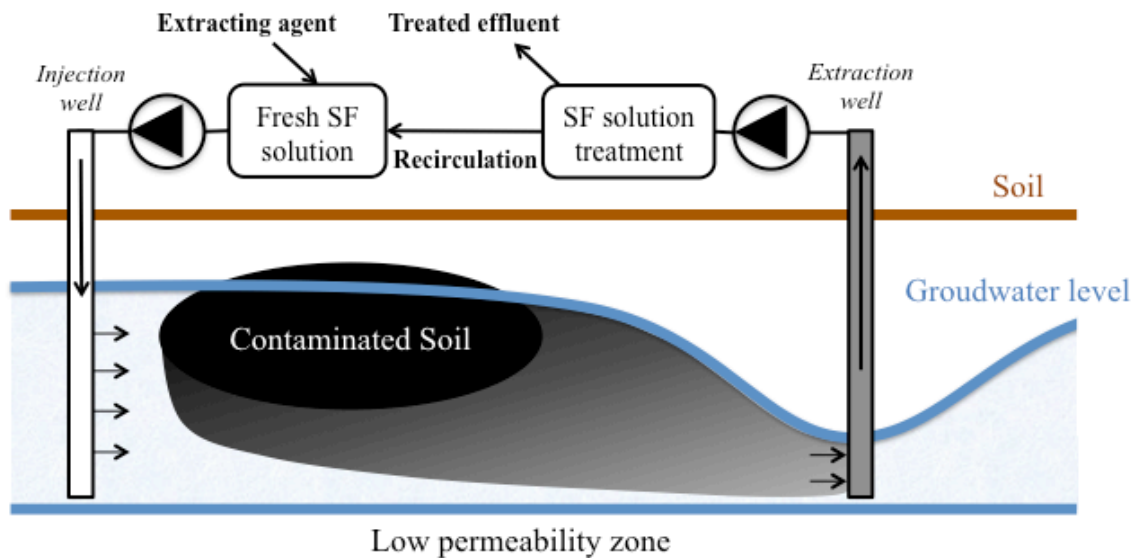 Extracting agent
Treated effluent
Injection
well
Extraction
well
Fresh SF
solution
SF solution
treatment
Recirculation
Soil
Groudwater level
Contaminated Soil
Low permeability zone